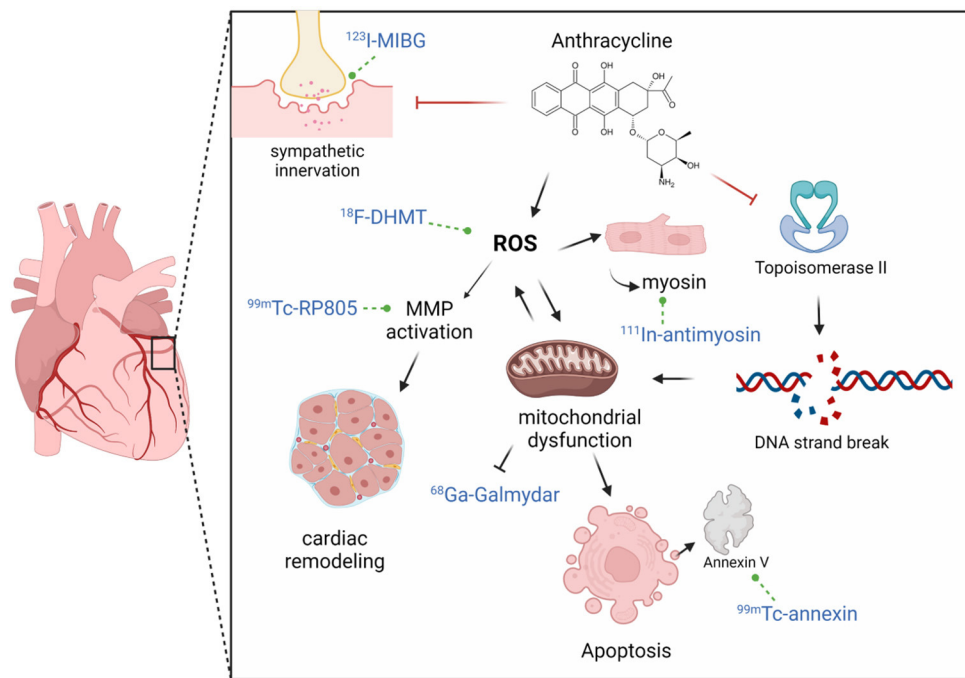 ¹²³I-MIBG
Anthracycline
O
OH
OH
O
O
OH
O
O
O
OH
NH₂
sympathetic
innervation
¹⁸F-DHMT
ROS
myosin
Topoisomerase II
⁹⁹ᵐTc-RP805
MMP
activation
¹¹¹In-antimyosin
mitochondrial
dysfunction
DNA strand break
⁶⁸Ga-Galmydar
cardiac
remodeling
Annexin V
⁹⁹ᵐTc-annexin
Apoptosis